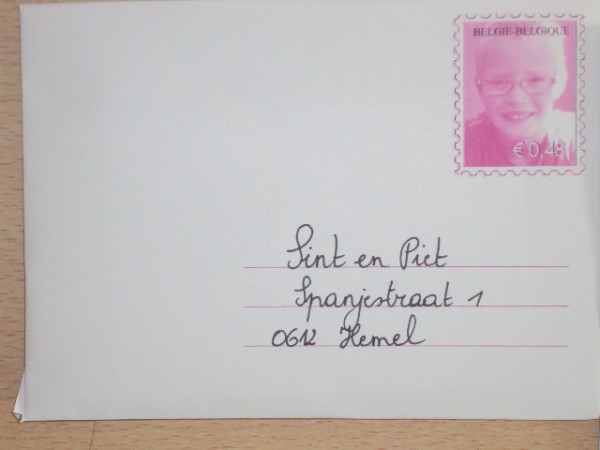 BELGIE-BELGIQUE
€ 0.48
Sint en Piet
Spanjestraat 1
0612 Hemel